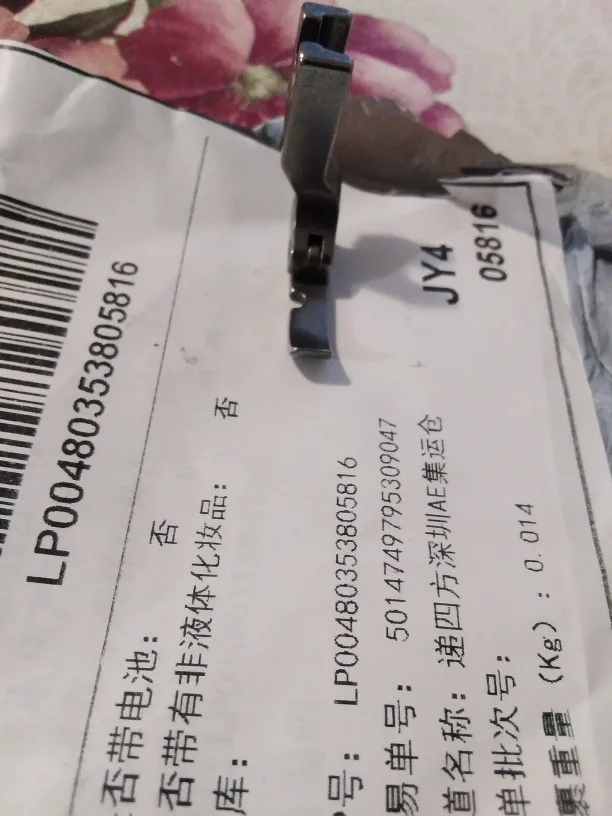 LP00480353805816
否带电池： 否
否带有非液体化妆品： 否
库：
JY4
05816
号： LP00480353805816
易单号： 5014749795309047
道名称：递四方深圳AE集运仓
单批次号：
裹重量（Kg）：0.014